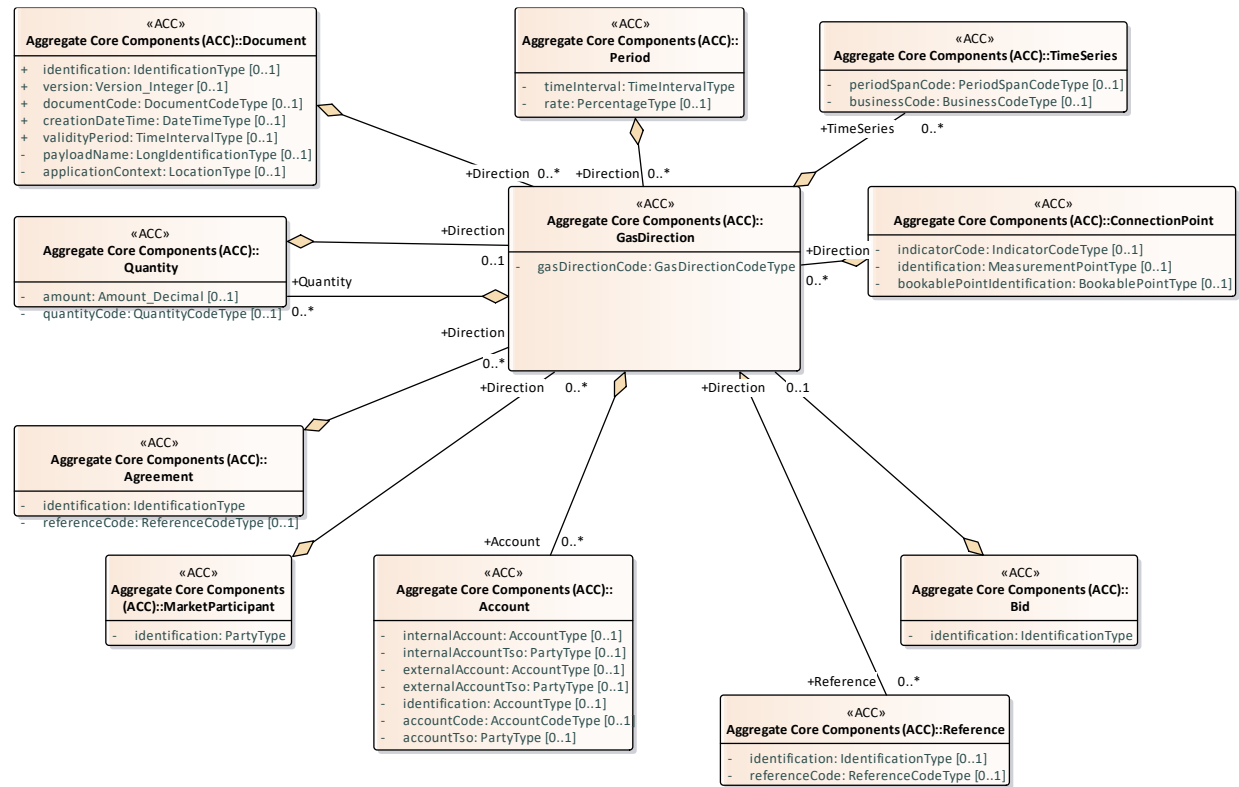 «ACC»
Aggregate Core Components (ACC)::Document
+ identification: IdentificationType [0..1]
+ version: Version_Integer [0..1]
+ documentCode: DocumentCodeType [0..1]
+ creationDateTime: DateTimeType [0..1]
+ validityPeriod: TimeIntervalType [0..1]
- payloadName: LongIdentificationType [0..1]
- applicationContext: LocationType [0..1]
«ACC»
Aggregate Core Components (ACC)::
Period
- timeInterval: TimeIntervalType
- rate: PercentageType [0..1]
«ACC»
Aggregate Core Components (ACC)::TimeSeries
- periodSpanCode: PeriodSpanCodeType [0..1]
- businessCode: BusinessCodeType [0..1]
+TimeSeries 0..*
+Direction 0..*
+Direction 0..*
«ACC»
Aggregate Core Components (ACC)::
GasDirection
- gasDirectionCode: GasDirectionCodeType
«ACC»
Aggregate Core Components (ACC)::ConnectionPoint
- indicatorCode: IndicatorCodeType [0..1]
- identification: MeasurementPointType [0..1]
- bookablePointIdentification: BookablePointType [0..1]
+Direction
0..*
«ACC»
Aggregate Core Components (ACC)::
Quantity
- amount: Amount_Decimal [0..1]
- quantityCode: QuantityCodeType [0..1]
+Direction
0..1
+Quantity
0..*
+Direction
0..*
+Direction 0..*
+Direction 0..1
«ACC»
Aggregate Core Components (ACC)::
Agreement
- identification: IdentificationType
- referenceCode: ReferenceCodeType [0..1]
«ACC»
Aggregate Core Components
(ACC)::MarketParticipant
- identification: PartyType
+Account 0..*
«ACC»
Aggregate Core Components (ACC)::
Account
- internalAccount: AccountType [0..1]
- internalAccountTso: PartyType [0..1]
- externalAccount: AccountType [0..1]
- externalAccountTso: PartyType [0..1]
- identification: AccountType [0..1]
- accountCode: AccountCodeType [0..1]
- accountTso: PartyType [0..1]
«ACC»
Aggregate Core Components (ACC)::
Bid
- identification: IdentificationType
+Reference 0..*
«ACC»
Aggregate Core Components (ACC)::Reference
- identification: IdentificationType [0..1]
- referenceCode: ReferenceCodeType [0..1]